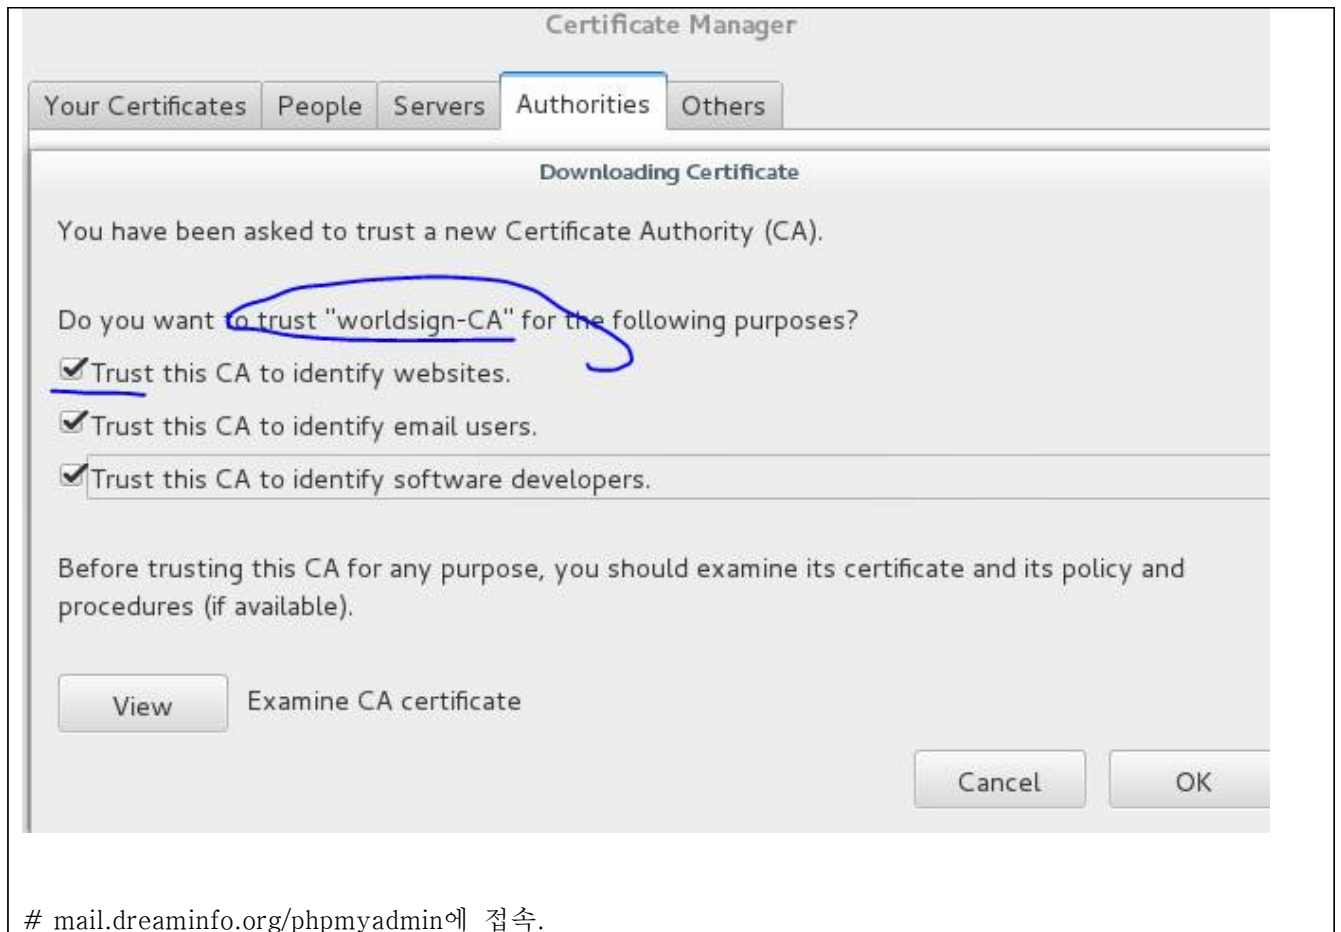 Certificate Manager
Your Certificates People Servers Authorities Others
Downloading Certificate
You have been asked to trust a new Certificate Authority (CA).
Do you want to trust "worldsign-CA" for the following purposes?
Trust this CA to identify websites.
Trust this CA to identify email users.
Trust this CA to identify software developers.
Before trusting this CA for any purpose, you should examine its certificate and its policy and
procedures (if available).
View Examine CA certificate
Cancel OK
# mail.dreaminfo.org/phpmyadmin에 접속.